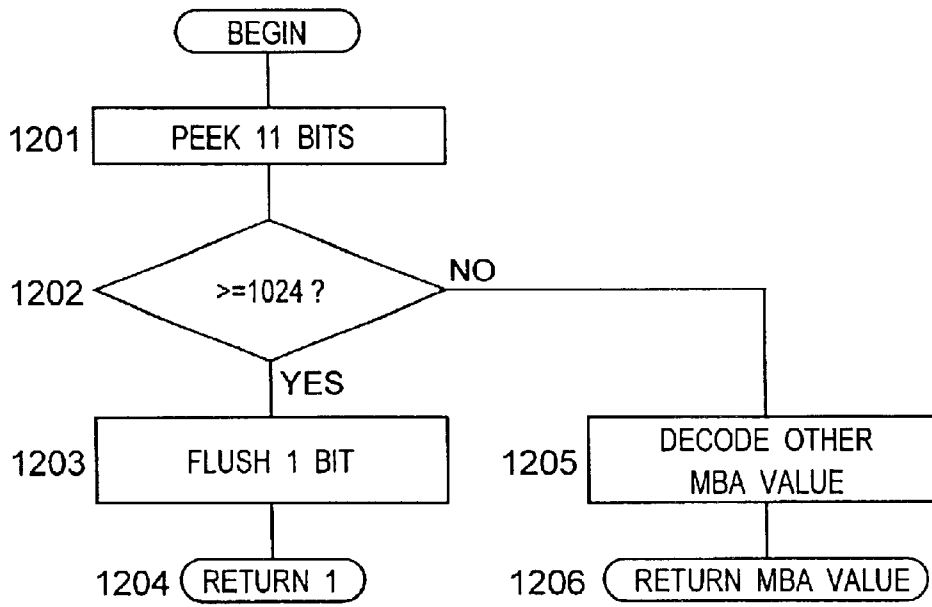 BEGIN
1201
PEEK 11 BITS
1202
>=1024 ?
NO
YES
1203
FLUSH 1 BIT
1205
DECODE OTHER
MBA VALUE
1204
RETURN 1
1206
RETURN MBA VALUE